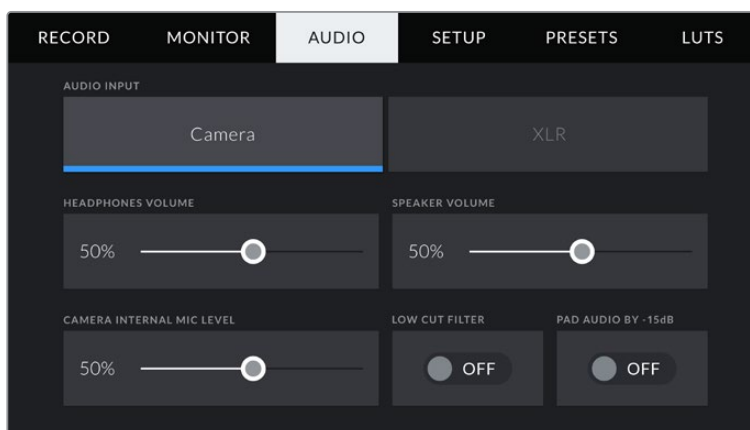 RECORD MONITOR AUDIO SETUP PRESETS LUTS
AUDIO INPUT
Camera XLR
HEADPHONES VOLUME SPEAKER VOLUME
50% 50%
CAMERA INTERNAL MIC LEVEL LOW CUT FILTER PAD AUDIO BY -15dB
50% OFF OFF